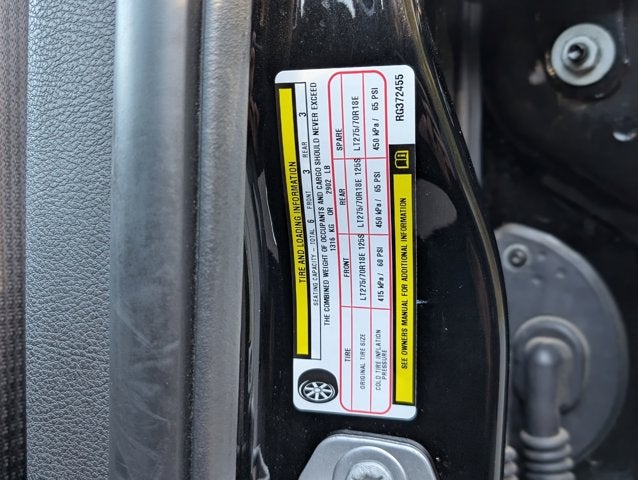 TIRE AND LOADING INFORMATION
SEATING CAPACITY - TOTAL 6 FRONT 3 REAR 3
THE COMBINED WEIGHT OF OCCUPANTS AND CARGO SHOULD NEVER EXCEED
1316 KG OR 2902 LB
TIRE FRONT REAR SPARE
ORIGINAL TIRE SIZE LT275/70R18E 125S LT275/70R18E 125S LT275/70R18E
COLD TIRE INFLATION PRESSURE 415 kPa / 60 PSI 450 kPa / 65 PSI 450 kPa / 65 PSI
SEE OWNERS MANUAL FOR ADDITIONAL INFORMATION
RG372455